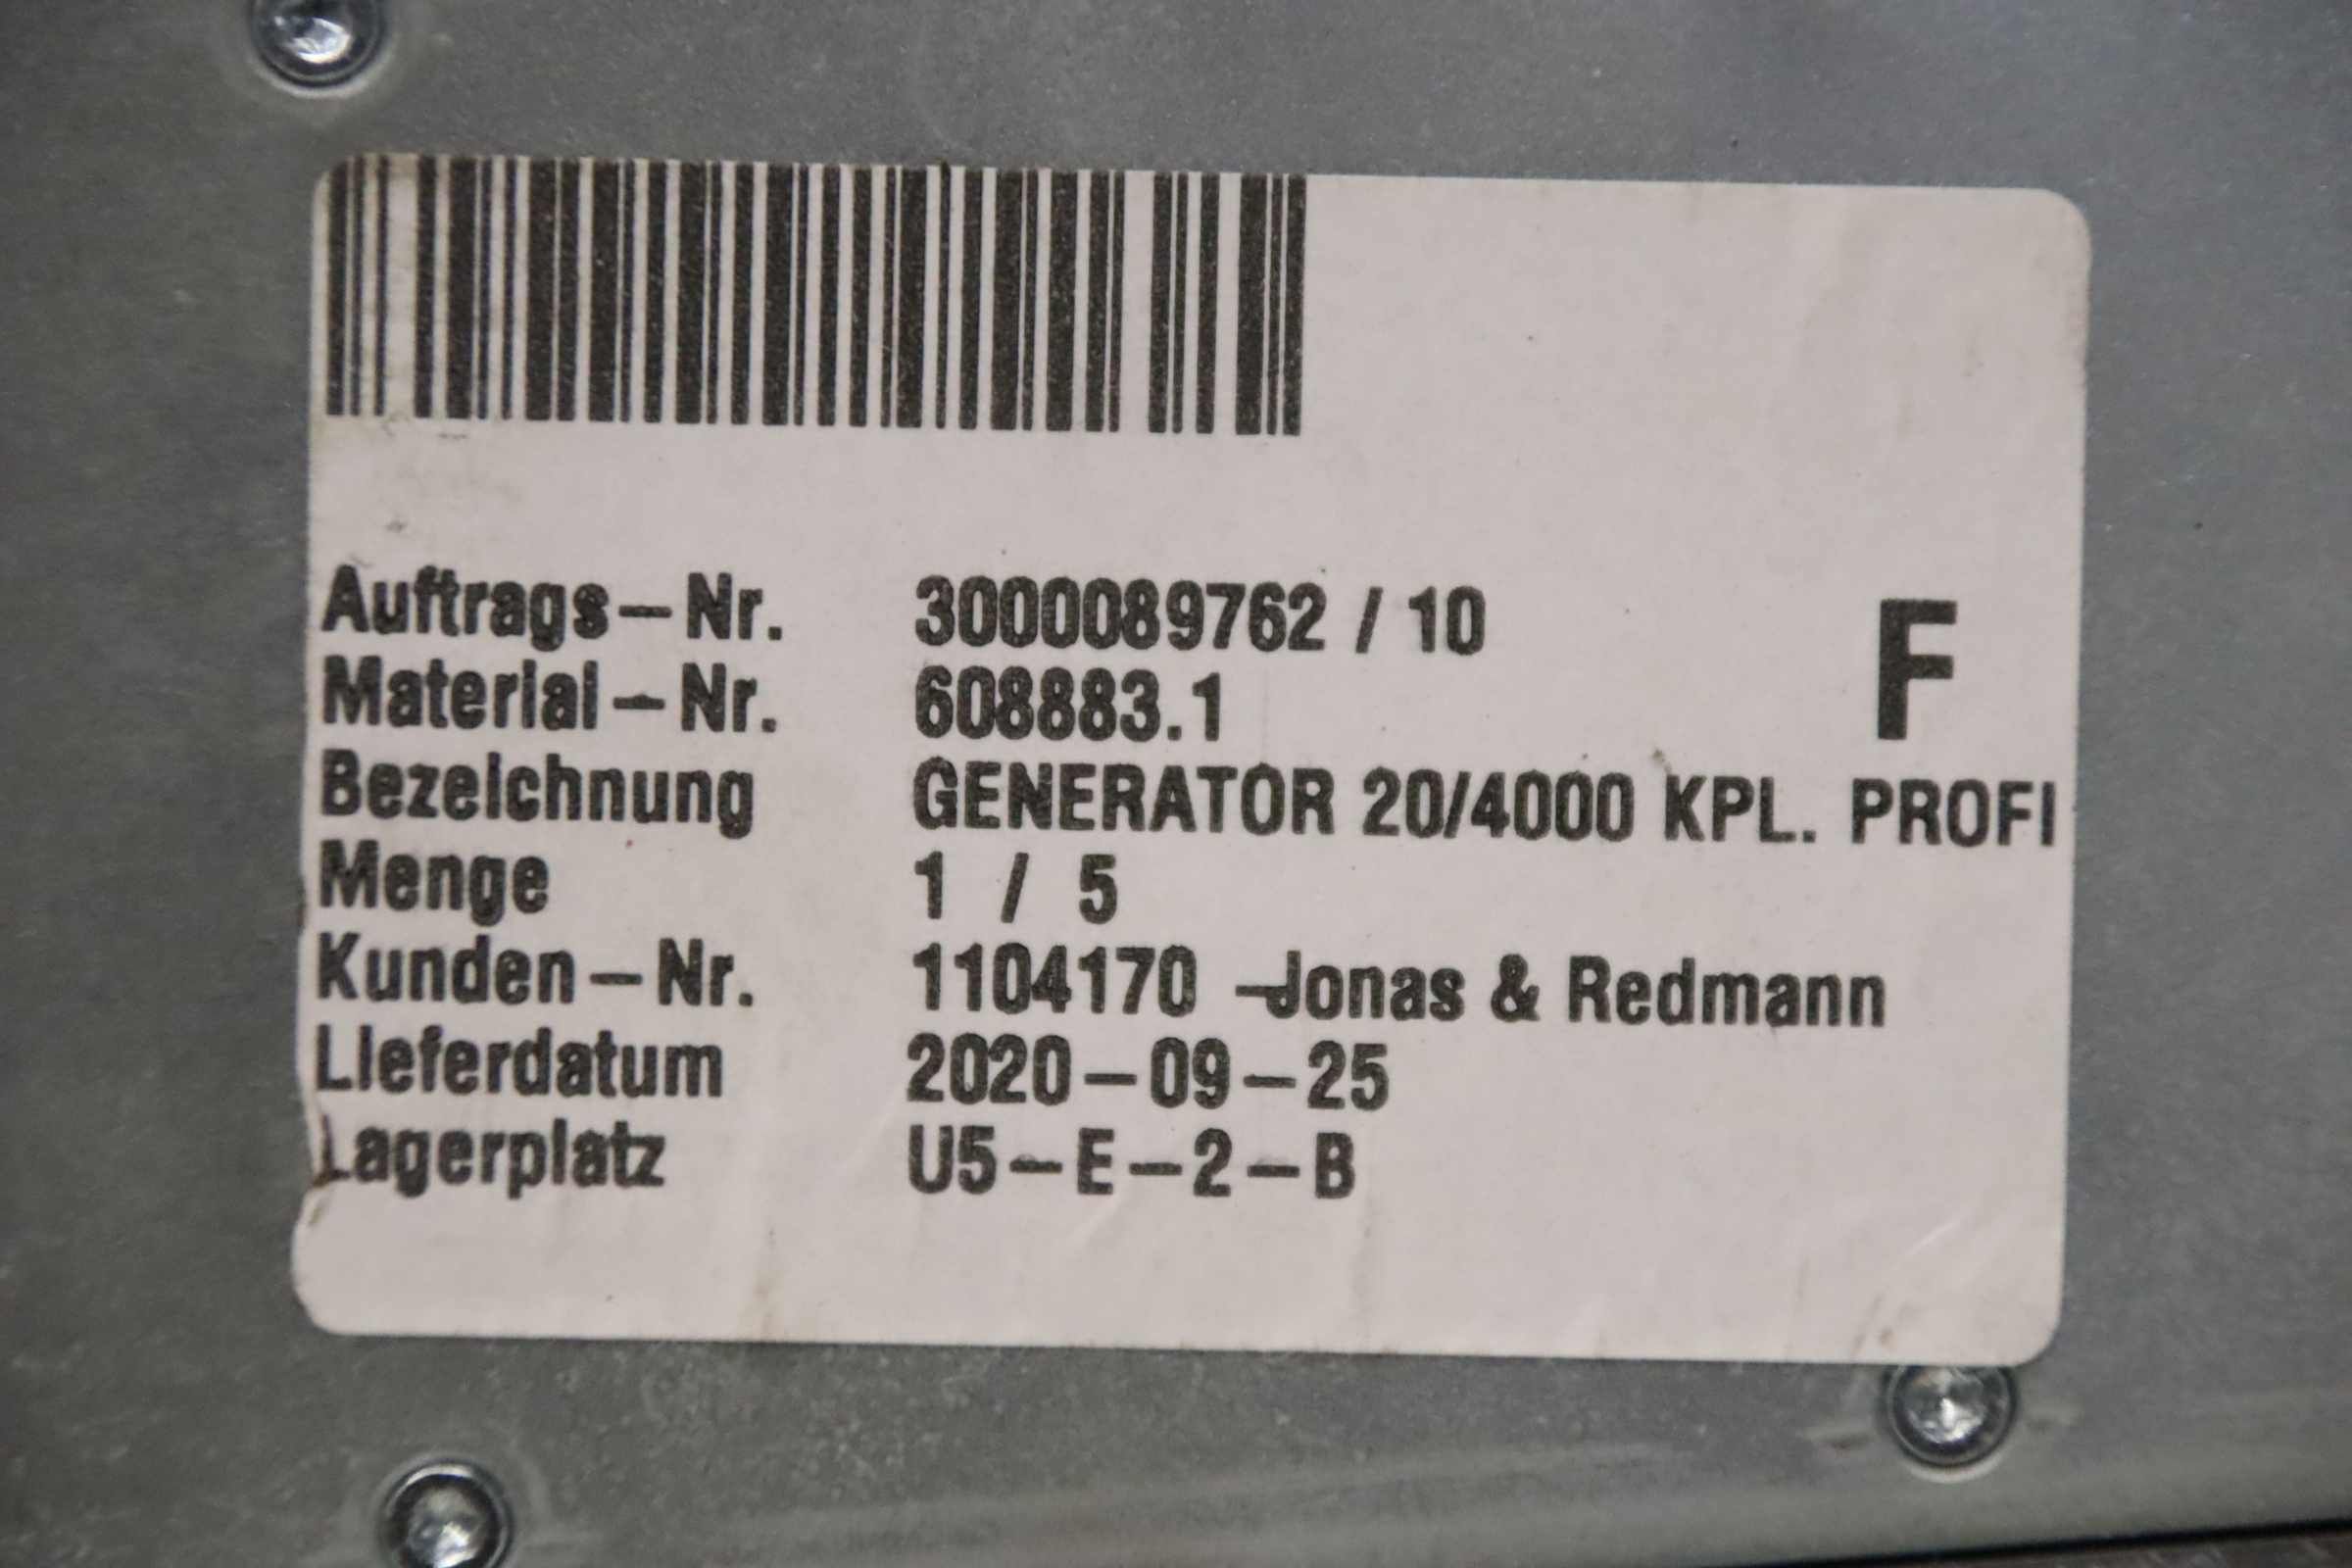 Auftrags-Nr. 3000089762 / 10
F
Material-Nr. 608883.1
Bezeichnung GENERATOR 20/4000 KPL. PROFI
Menge 1 / 5
Kunden-Nr. 1104170 -Jonas & Redmann
Lieferdatum 2020-09-25
Lagerplatz U5-E-2-B